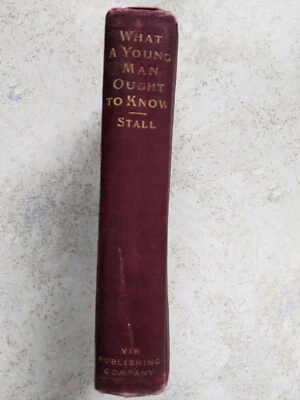 WHAT
A YOUNG
MAN
OUGHT
TO KNOW
STALL
VIR
PUBLISHING
COMPANY